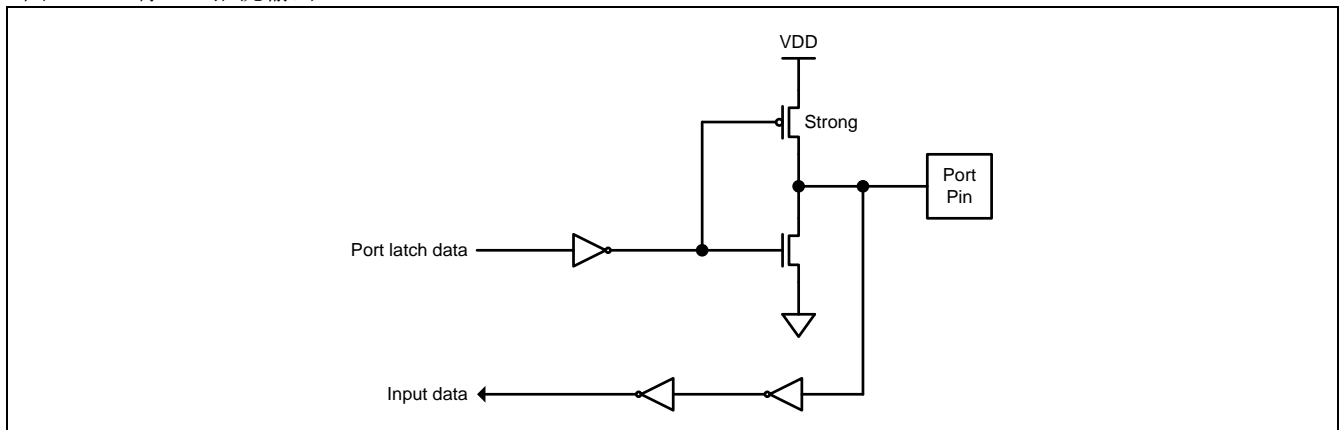 VDD
Strong
Port
Pin
Port latch data
Input data